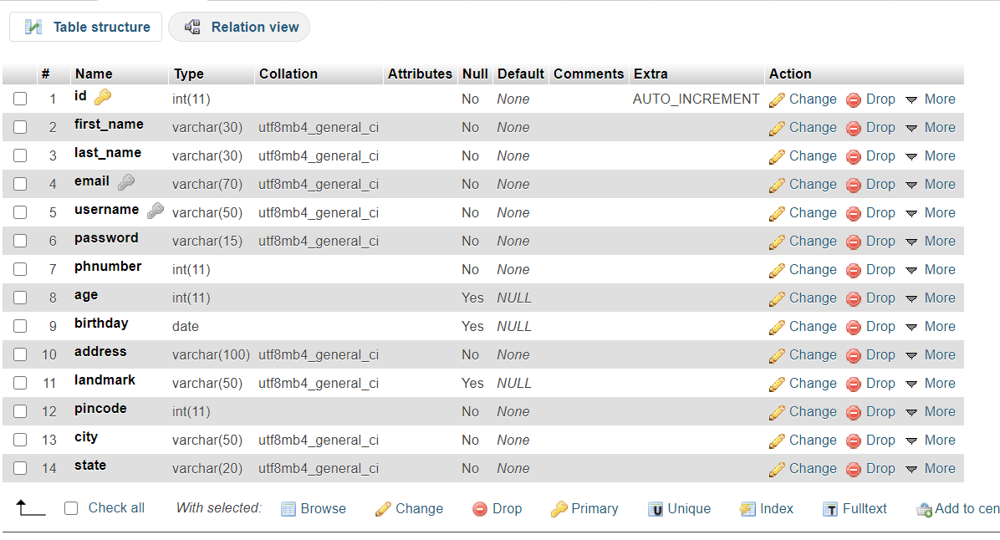 Table structure Relation view
# Name Type Collation Attributes Null Default Comments Extra Action
1 id int(11) No None AUTO_INCREMENT Change Drop More
2 first_name varchar(30) utf8mb4_general_ci No None Change Drop More
3 last_name varchar(30) utf8mb4_general_ci No None Change Drop More
4 email varchar(70) utf8mb4_general_ci No None Change Drop More
5 username varchar(50) utf8mb4_general_ci No None Change Drop More
6 password varchar(15) utf8mb4_general_ci No None Change Drop More
7 phnumber int(11) No None Change Drop More
8 age int(11) Yes NULL Change Drop More
9 birthday date Yes NULL Change Drop More
10 address varchar(100) utf8mb4_general_ci No None Change Drop More
11 landmark varchar(50) utf8mb4_general_ci Yes NULL Change Drop More
12 pincode int(11) No None Change Drop More
13 city varchar(50) utf8mb4_general_ci No None Change Drop More
14 state varchar(20) utf8mb4_general_ci No None Change Drop More
Check all With selected: Browse Change Drop Primary U Unique Index T Fulltext Add to cen